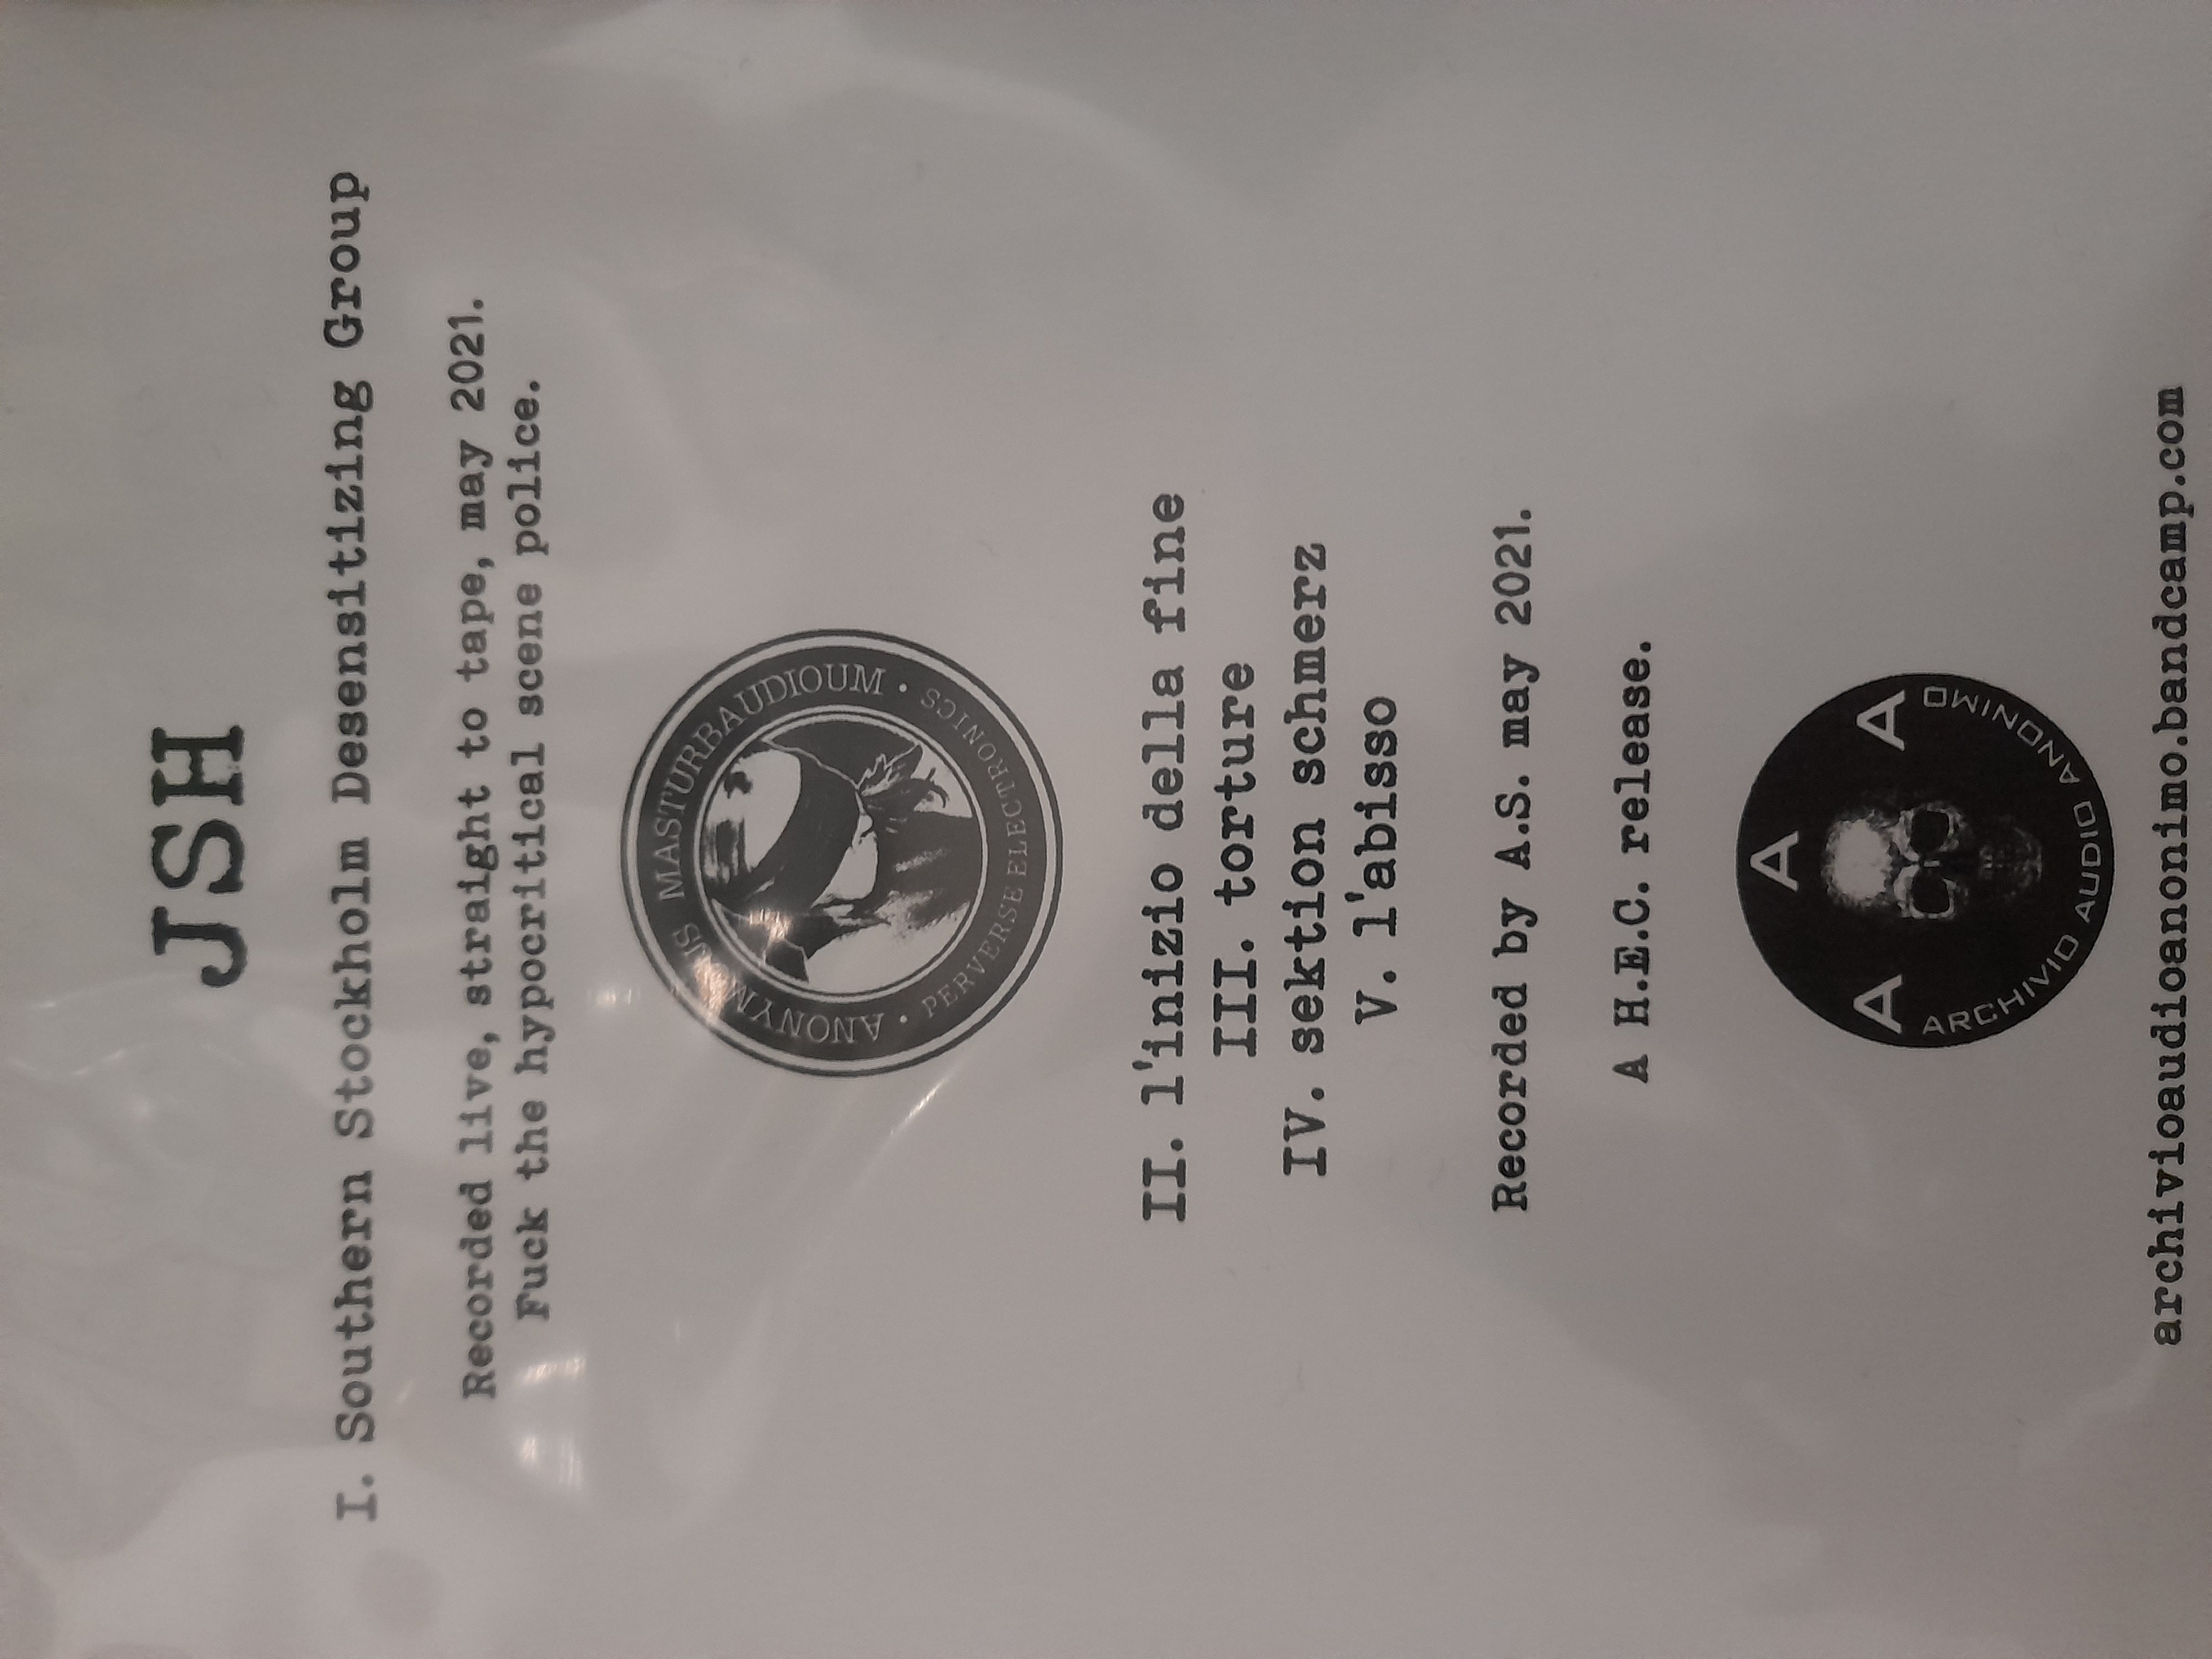 JSH
I. Southern Stockholm Desensitizing Group
Recorded live, straight to tape, may 2021.
Fuck the hypocritical scene police.
ANONYMOUS MASTURBAUDIOUM • PERVERSE ELECTRONICS •
II. l'inizio della fine
III. torture
IV. sektion schmerz
V. l'abisso
Recorded by A.S. may 2021.
A H.E.C. release.
A A A
ARCHIVIO AUDIO ANONIMO
archivioaudioanonimo.bandcamp.com